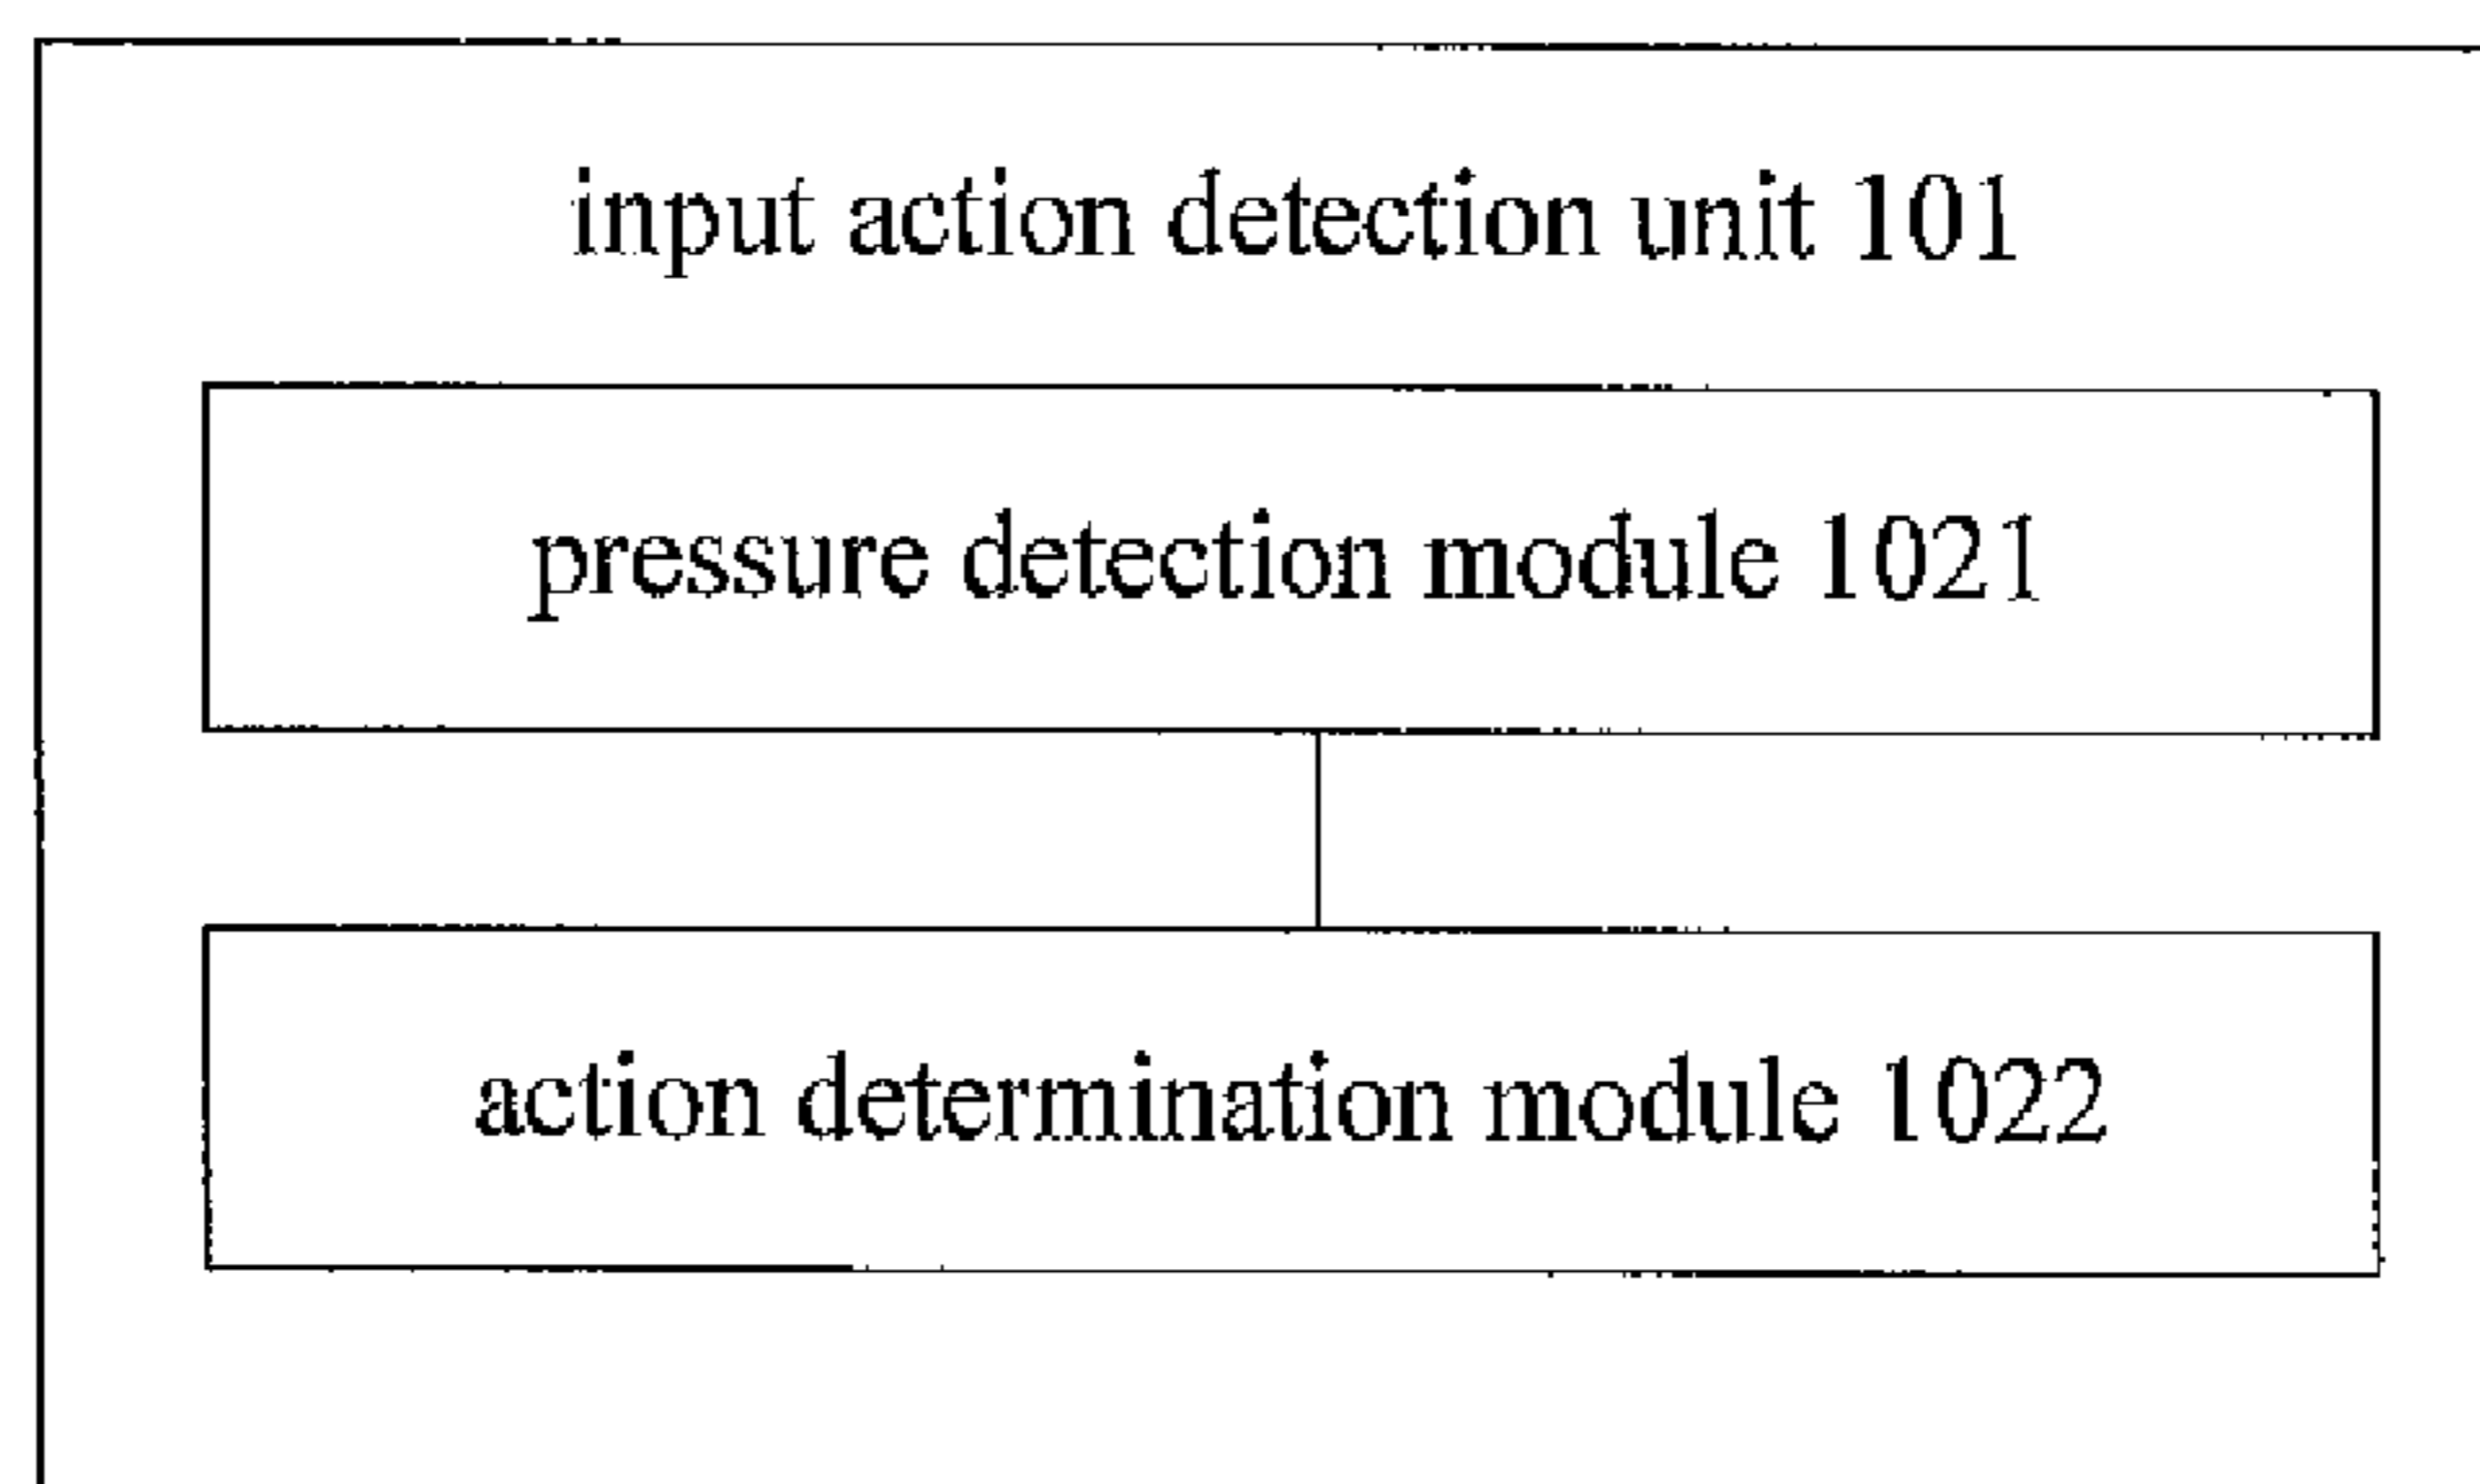 input action detection unit 101
pressure detection module 1021
action determination module 1022